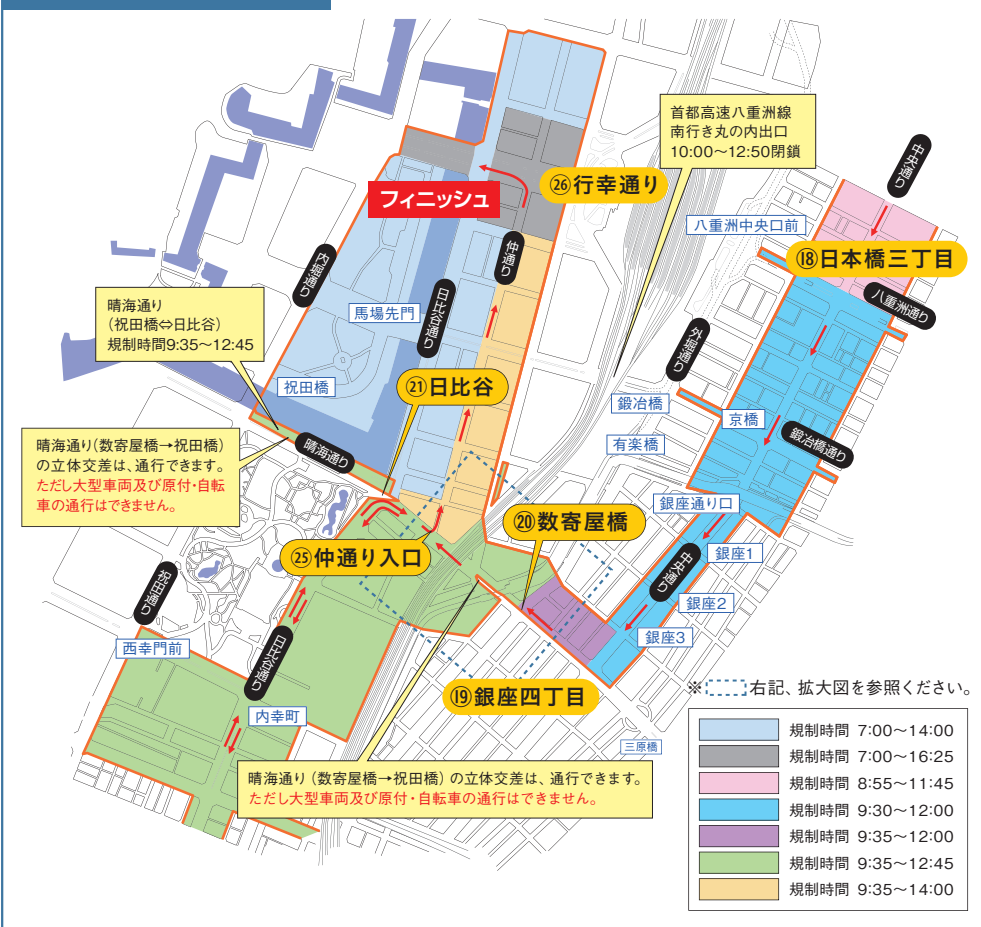 首都高速八重洲線
南行き丸の内出口
10:00～12:50閉鎖
中央通り
㉖行幸通り
フィニッシュ
八重洲中央口前
⑱日本橋三丁目
仲通り
内堀通り
八重洲通り
日比谷通り
馬場先門
晴海通り
（祝田橋⇔日比谷）
規制時間9:35～12:45
外堀通り
祝田橋
㉑日比谷
鍛冶橋
京橋
有楽橋
鍛冶橋通り
晴海通り（数寄屋橋→祝田橋）
の立体交差は、通行できます。
ただし大型車両及び原付・自転
車の通行はできません。
晴海通り
銀座通り口
⑳数寄屋橋
銀座1
㉕仲通り入口
中央通り
祝田通り
銀座2
銀座3
西幸門前
日比谷通り
⑲銀座四丁目
※右記、拡大図を参照ください。
内幸町
三原橋
晴海通り（数寄屋橋→祝田橋）の立体交差は、通行できます。
ただし大型車両及び原付・自転車の通行はできません。
規制時間 7:00～14:00
規制時間 7:00～16:25
規制時間 8:55～11:45
規制時間 9:30～12:00
規制時間 9:35～12:00
規制時間 9:35～12:45
規制時間 9:35～14:00